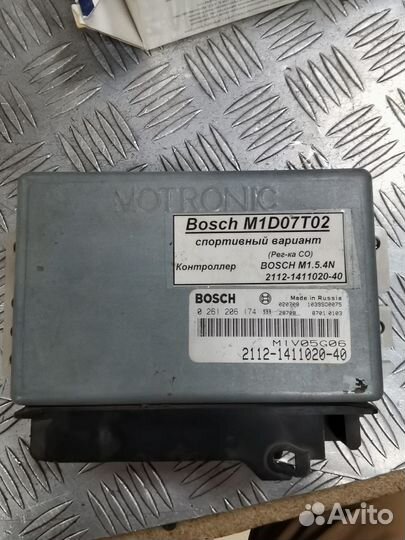 MOTRONIC
Bosch M1D07T02
спортивный вариант
(Рег-ка СО)
Контроллер BOSCH M1.5.4N
2112-1411020-40
BOSCH Made in Russia
0 261 206 174
M1V05G06
2112-1411020-40
Avito